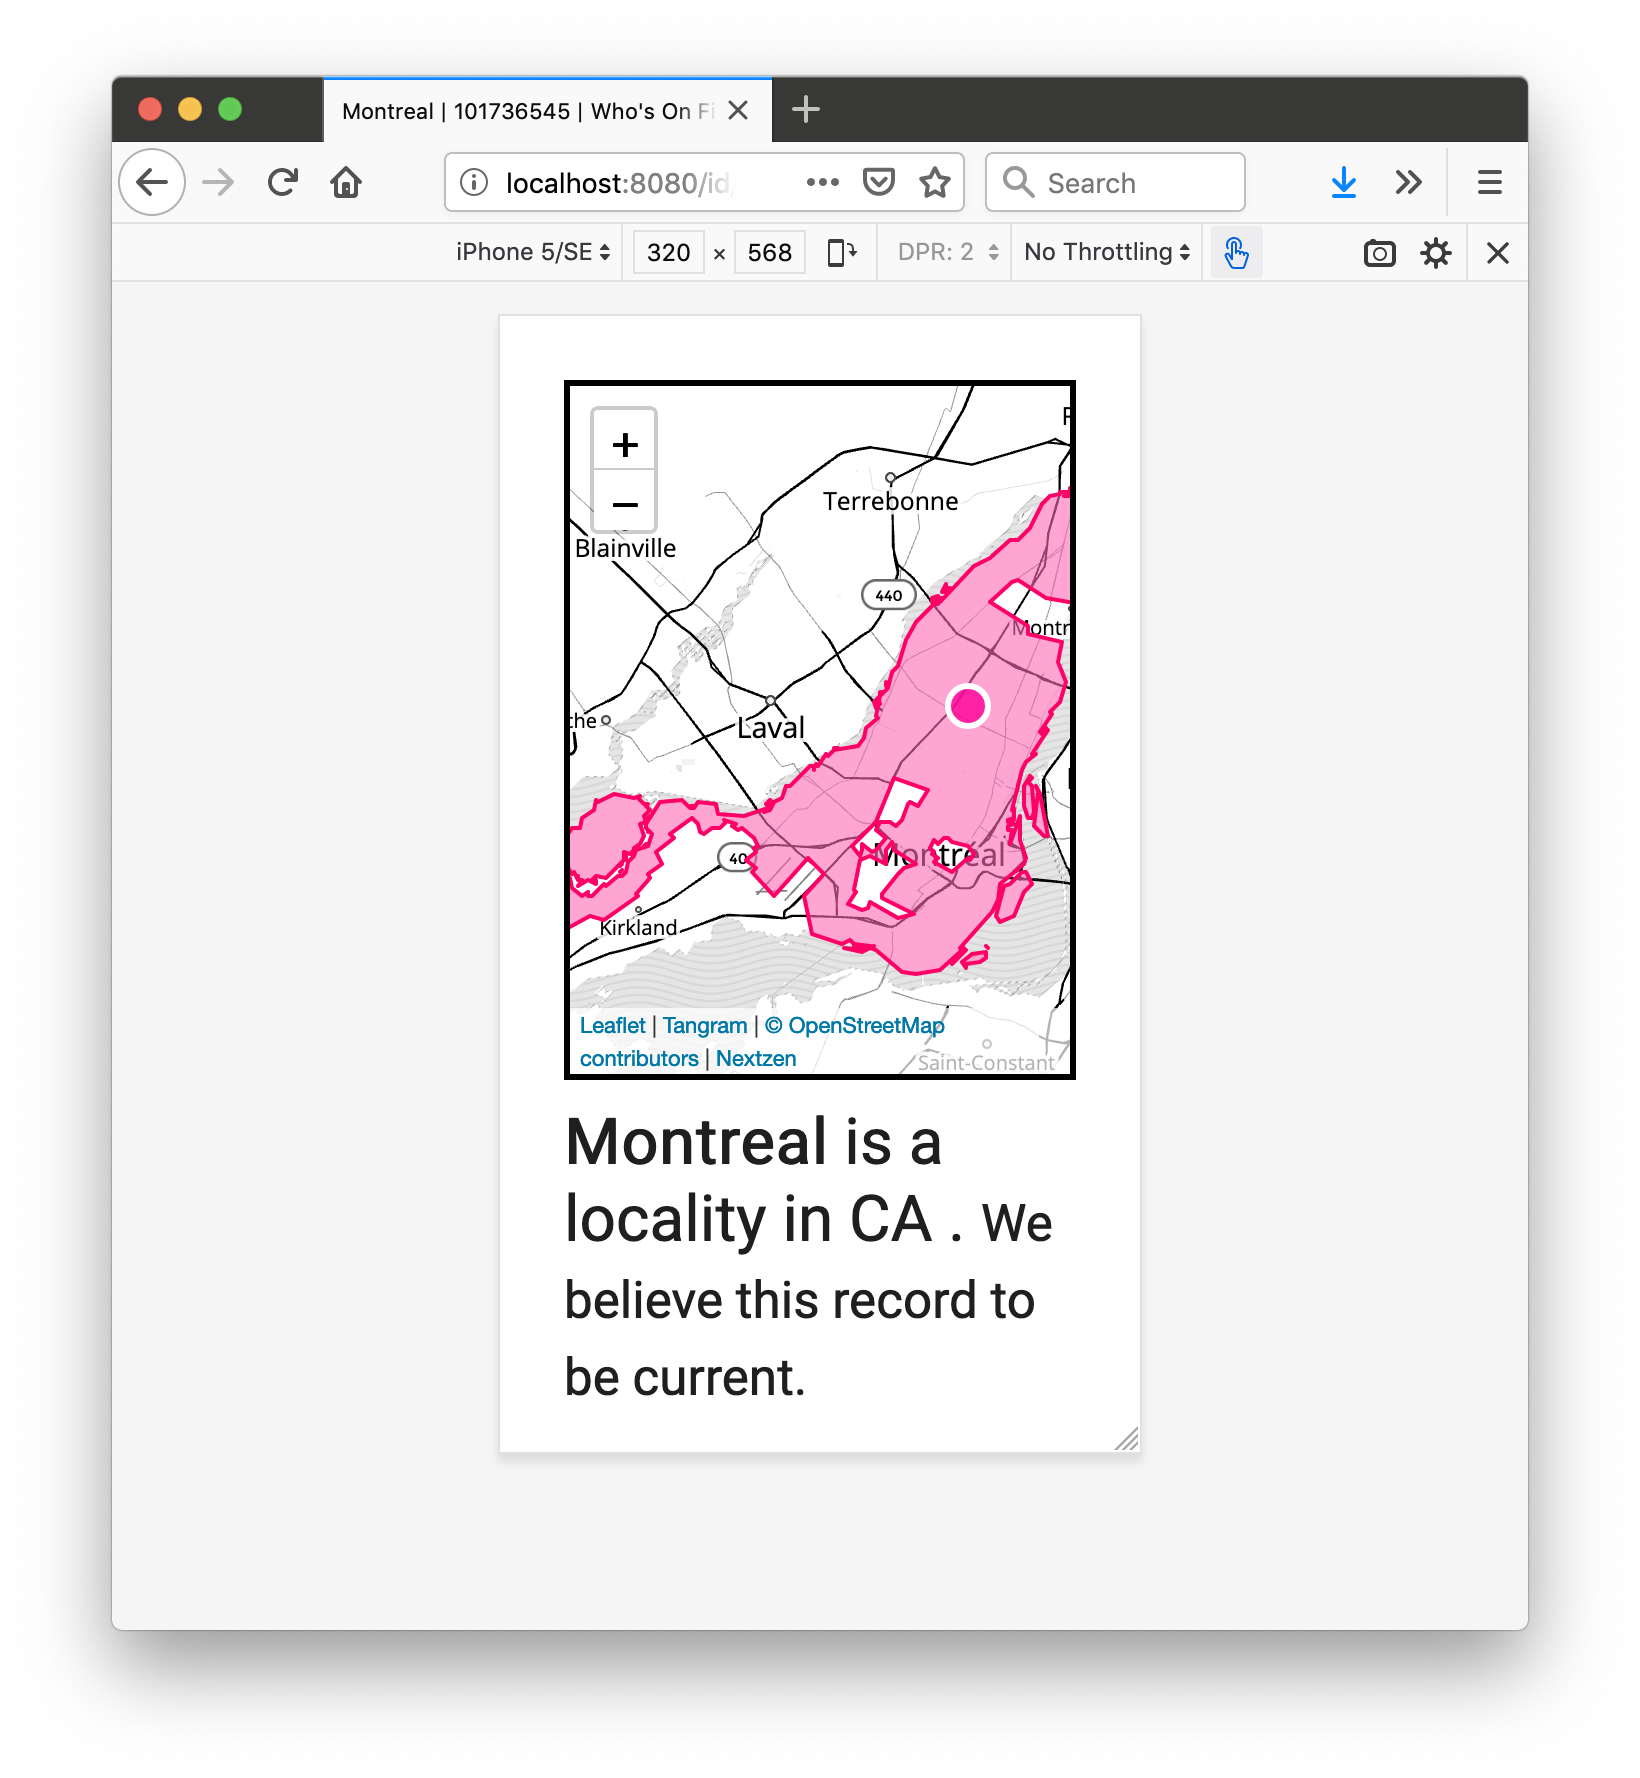 Montreal | 101736545 | Who's On Fi
localhost:8080/id/
Search
iPhone 5/SE
320 × 568
DPR: 2
No Throttling
+
−
Terrebonne
Blainville
440
Montr
che
Laval
40
Montréal
Kirkland
Leaflet | Tangram | © OpenStreetMap
contributors | Nextzen
Saint-Constant
Montreal is a
locality in CA . We
believe this record to
be current.